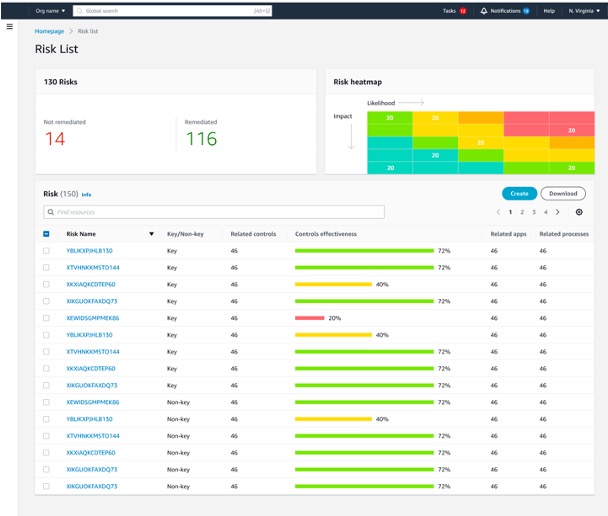 Org name ▼ Global search [Alt+S] Tasks 12 Notifications 18 Help N. Virginia ▼
Homepage > Risk list
Risk List
130 Risks
Not remediated
14
Remediated
116
Risk heatmap
Likelihood
Impact
20 20
20
20
20
20 20
Risk (150) Info
Create Download
Find resources
< 1 2 3 4 >
Risk Name ▼ Key/Non-key Related controls Controls effectiveness Related apps Related processes
YBLIKXPJHLB130 Key 46 72% 46 46
XTVHNKKMSTO144 Key 46 72% 46 46
XKXIAQKCDTEP60 Key 46 40% 46 46
XIKGUOKFAXDQ73 Key 46 72% 46 46
XEWIDSGMPMEK86 Key 46 20% 46 46
YBLIKXPJHLB130 Key 46 40% 46 46
XTVHNKKMSTO144 Key 46 72% 46 46
XKXIAQKCDTEP60 Key 46 72% 46 46
XIKGUOKFAXDQ73 Key 46 72% 46 46
XEWIDSGMPMEK86 Non-key 46 72% 46 46
YBLIKXPJHLB130 Non-key 46 40% 46 46
XTVHNKKMSTO144 Non-key 46 72% 46 46
XKXIAQKCDTEP60 Non-key 46 72% 46 46
XIKGUOKFAXDQ73 Non-key 46 72% 46 46
XIKGUOKFAXDQ73 Non-key 46 72% 46 46